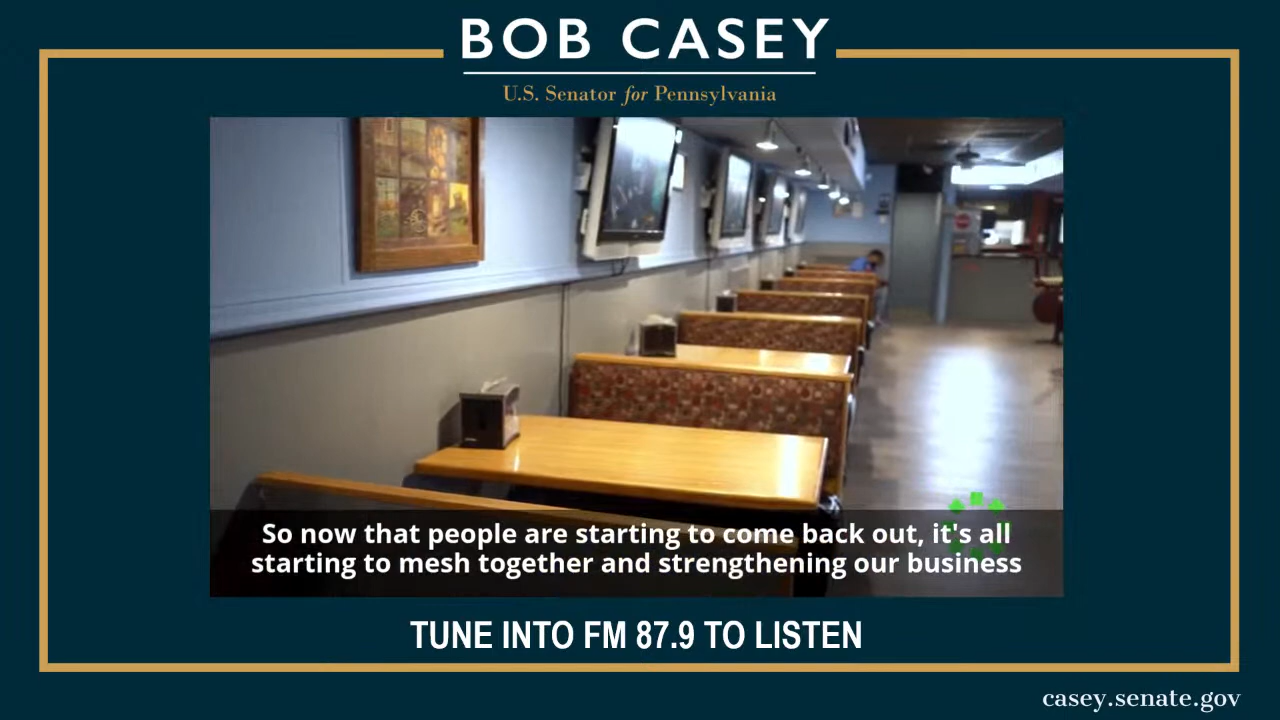 BOB CASEY
U.S. Senator for Pennsylvania
So now that people are starting to come back out, it's all
starting to mesh together and strengthening our business
TUNE INTO FM 87.9 TO LISTEN
casey.senate.gov